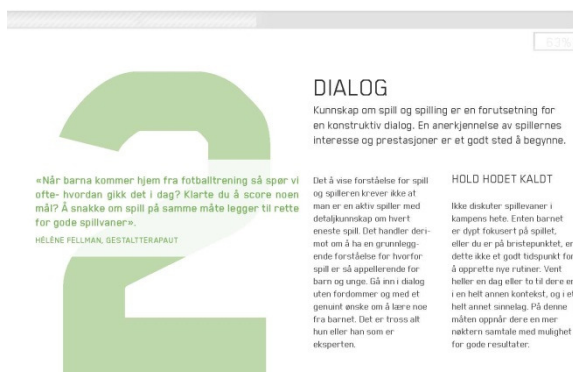 63%
2
DIALOG
Kunnskap om spill og spilling er en forutsetning for
en konstruktiv dialog. En anerkjennelse av spillernes
interesse og prestasjoner er et godt sted å begynne.
«Når barna kommer hjem fra fotballtrening så spør vi
ofte- hvordan gikk det i dag? Klarte du å score noen
mål? Å snakke om spill på samme måte legger til rette
for gode spillvaner».
HÉLÈNE FELLMAN, GESTALTTERAPAUT
Det å vise forståelse for spill
og spilleren krever ikke at
man er en aktiv spiller med
detaljkunnskap om hvert
eneste spill. Det handler deri-
mot om å ha en grunnlegg-
ende forståelse for hvorfor
spill er så appellerende for
barn og unge. Gå inn i dialog
uten fordommer og med et
genuint ønske om å lære noe
fra barnet. Det er tross alt
hun eller han som er
eksperten.
HOLD HODET KALDT
Ikke diskuter spillevaner i
kampens hete. Enten barnet
er dypt fokusert på spillet,
eller du er på bristepunktet, er
dette ikke et godt tidspunkt for
å opprette nye rutiner. Vent
heller en dag eller to til dere er
i en helt annen kontekst, og i et
helt annet sinnelag. På denne
måten oppnår dere en mer
nøktern samtale med mulighet
for gode resultater.